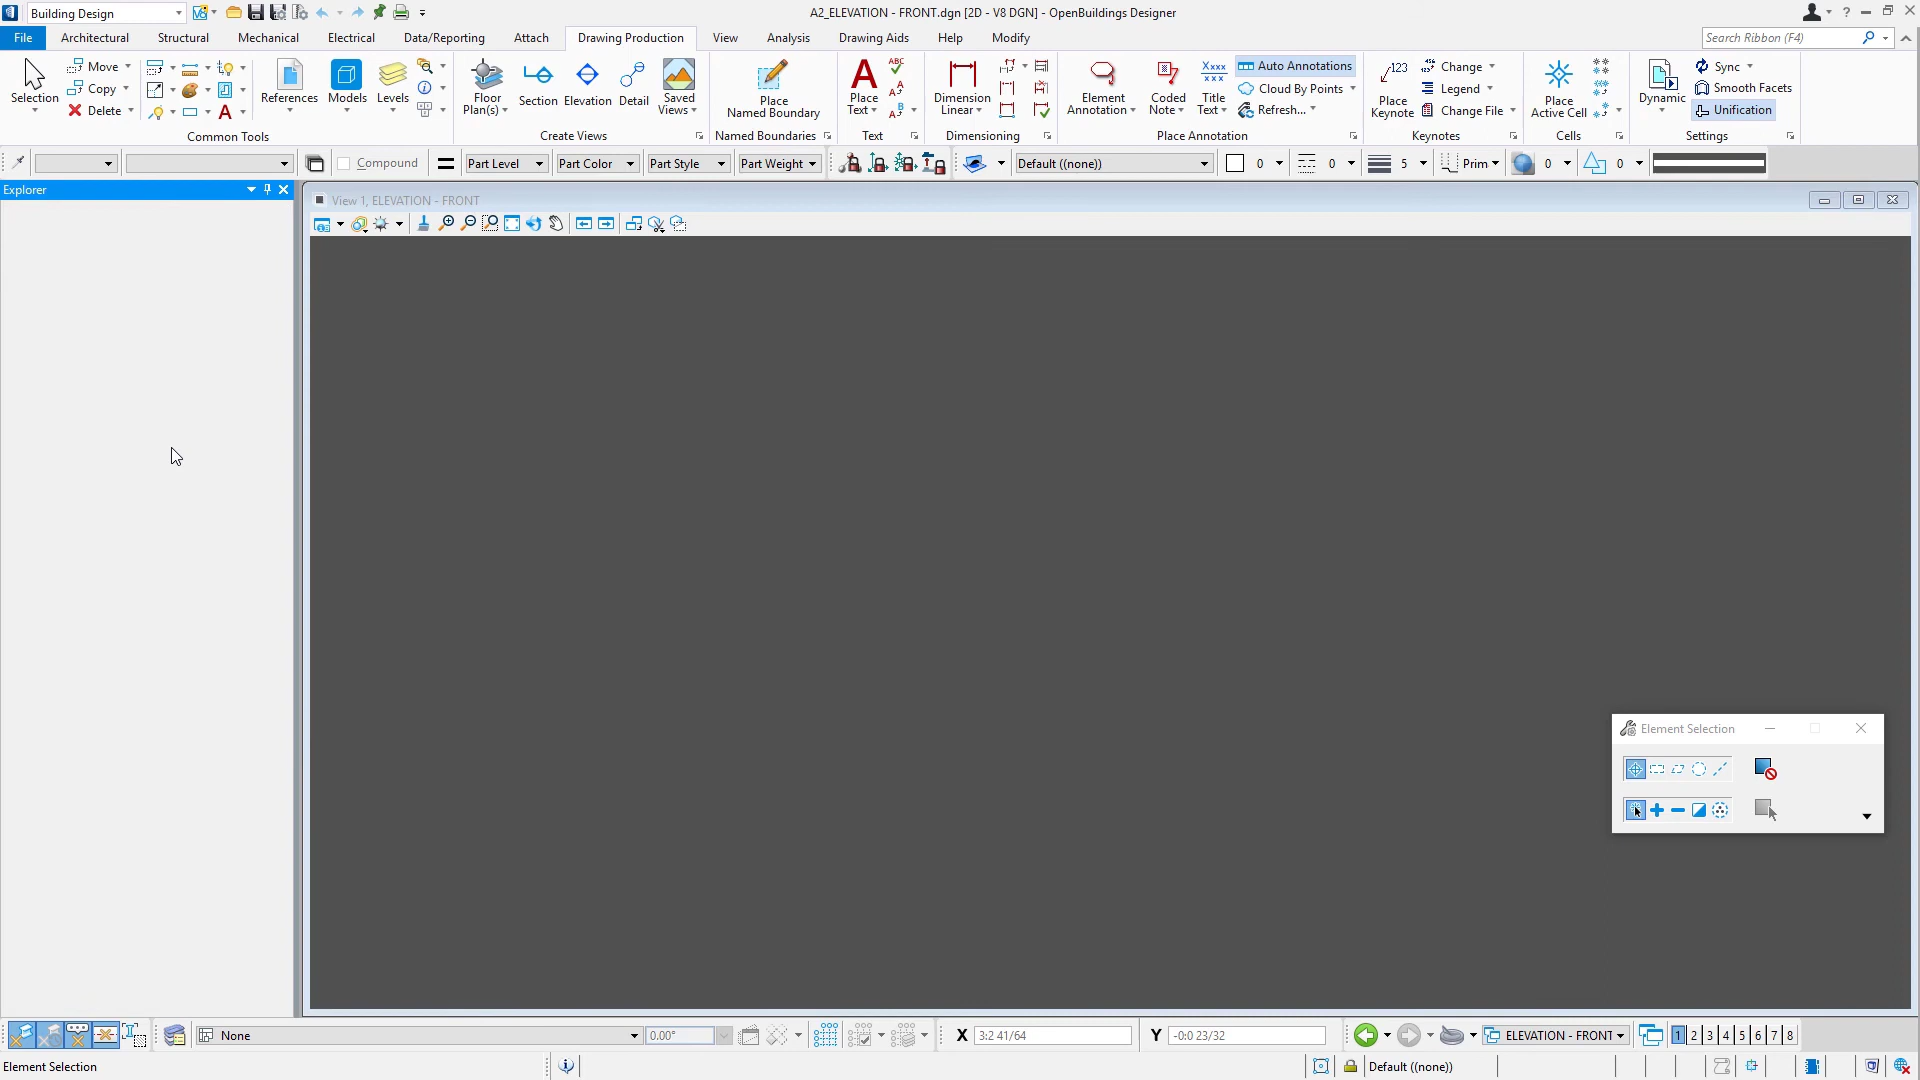 Building Design
A2_ELEVATION - FRONT.dgn [2D - V8 DGN] - OpenBuildings Designer
File
Architectural
Structural
Mechanical
Electrical
Data/Reporting
Attach
Drawing Production
View
Analysis
Drawing Aids
Help
Modify
Search Ribbon (F4)
Selection
Move
Copy
Delete
References
Models
Levels
Common Tools
Floor Plan(s)
Section
Elevation
Detail
Saved Views
Create Views
Place Named Boundary
Named Boundaries
Place Text
Text
Dimension Linear
Dimensioning
Element Annotation
Coded Note
Title Text
Auto Annotations
Cloud By Points
Refresh...
Place Annotation
Place Keynote
Change
Legend
Change File
Keynotes
Place Active Cell
Cells
Dynamic
Sync
Smooth Facets
Unification
Settings
Compound
Part Level
Part Color
Part Style
Part Weight
Default ((none))
0
0
5
Prim
0
0
Explorer
View 1, ELEVATION - FRONT
Element Selection
None
0.00°
X
3:2 41/64
Y
-0:0 23/32
ELEVATION - FRONT
1 2 3 4 5 6 7 8
Element Selection
Default ((none))